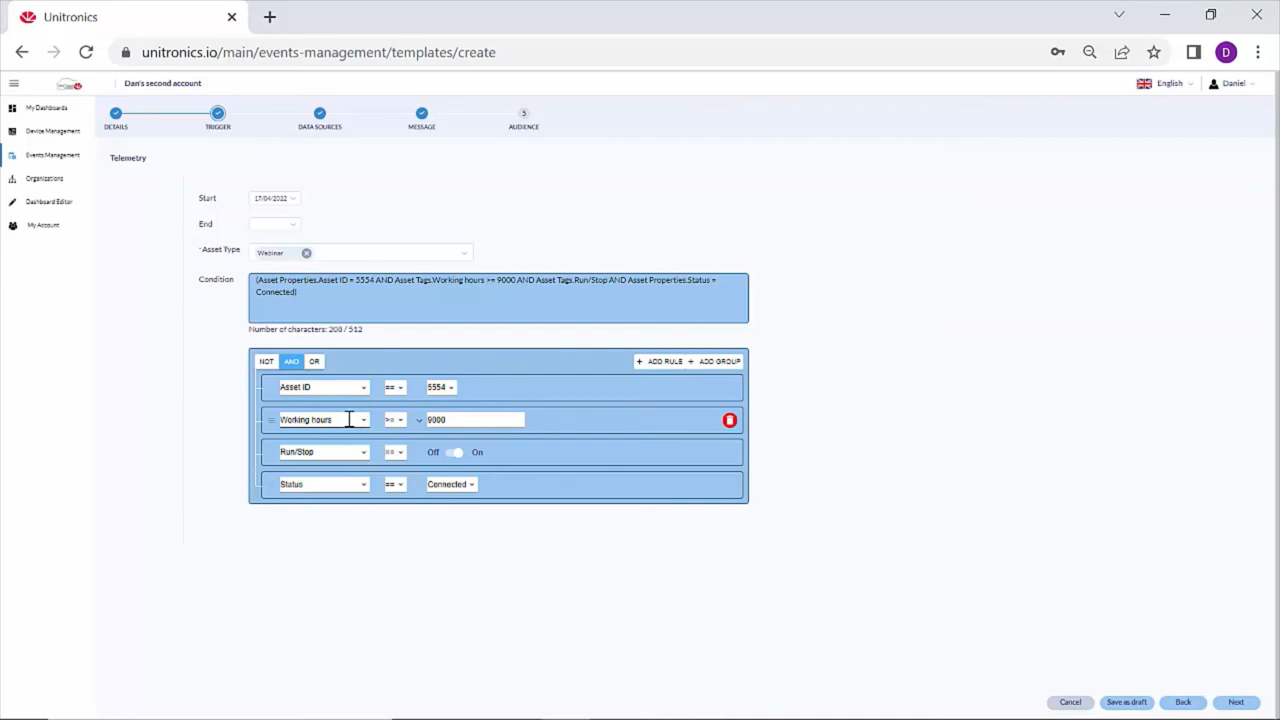 Unitronics
unitronics.io/main/events-management/templates/create
Dan's second account
English
Daniel
My Dashboards
Device Management
Events Management
Organizations
Dashboard Editor
My Account
DETAILS
TRIGGER
DATA SOURCES
MESSAGE
5
AUDIENCE
D
Telemetry
Start 17/04/2022
End
*Asset Type Webinar
Condition (Asset Properties.Asset ID = 5554 AND Asset Tags.Working hours >= 9000 AND Asset Tags.Run/Stop AND Asset Properties.Status =
Connected)
Number of characters: 208 / 512
NOT AND OR + ADD RULE + ADD GROUP
Asset ID == 5554
Working hours >= 9000
Run/Stop == Off On
Status == Connected
Cancel Save as draft Back Next